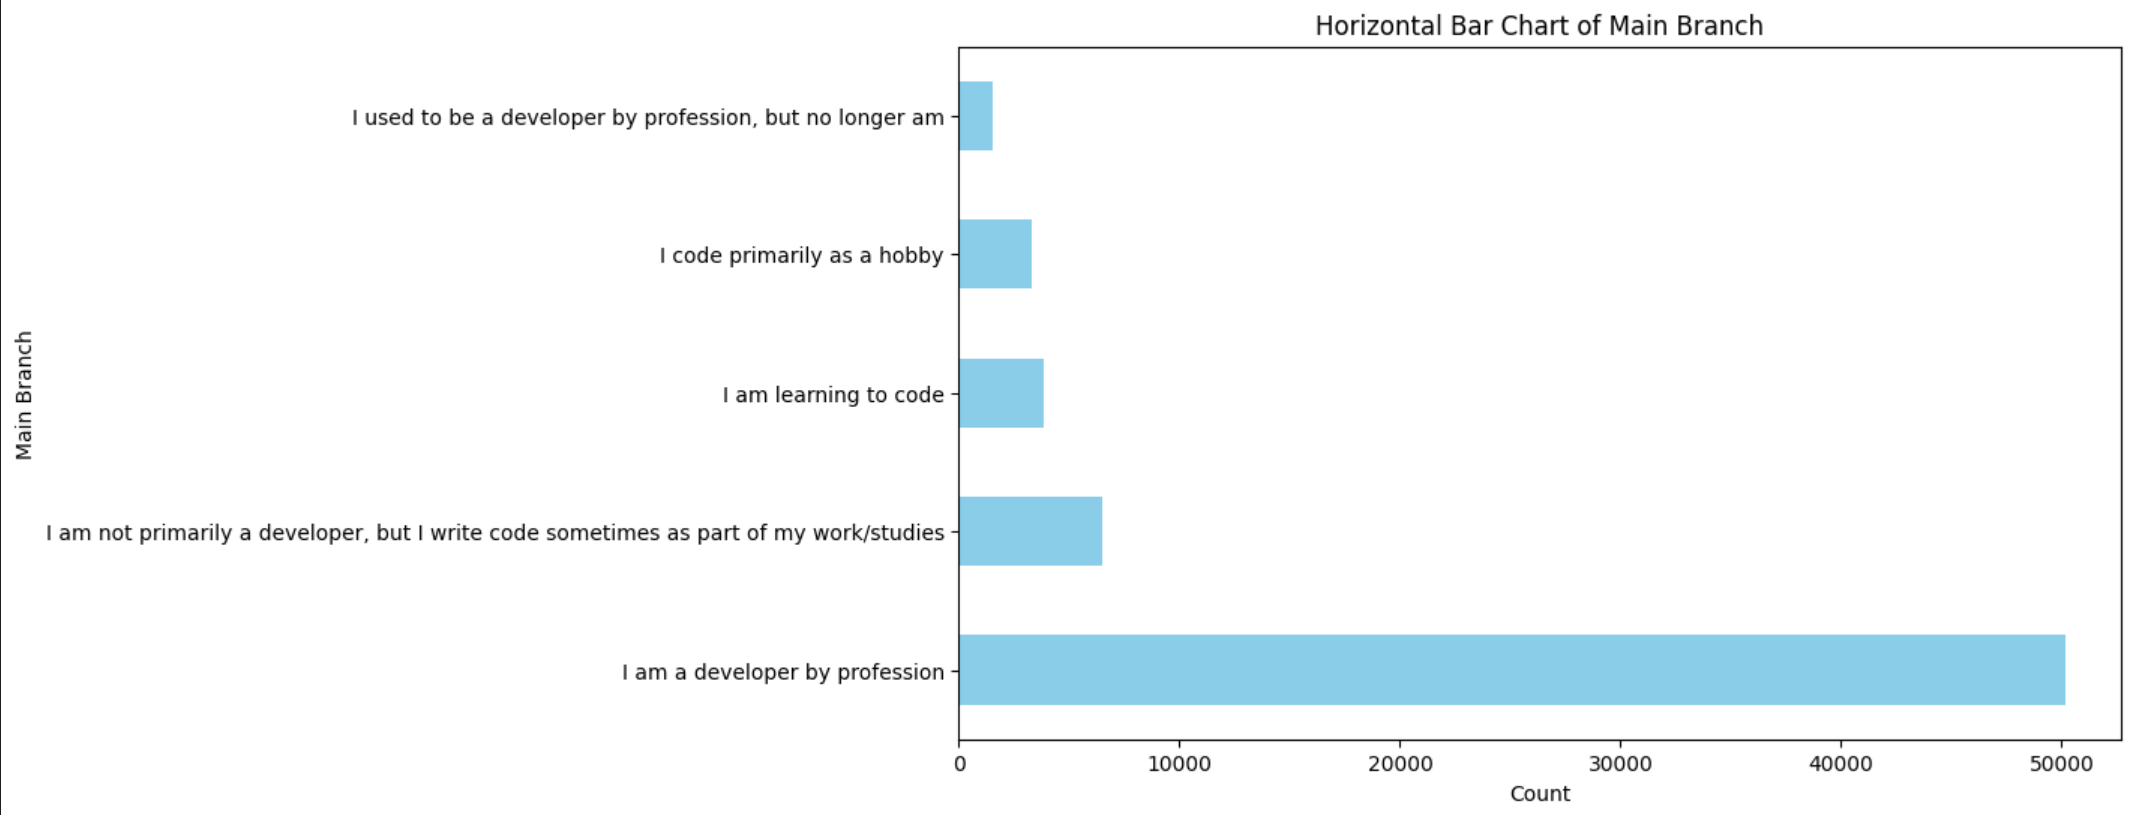 Horizontal Bar Chart of Main Branch
I used to be a developer by profession, but no longer am
I code primarily as a hobby
I am learning to code
I am not primarily a developer, but I write code sometimes as part of my work/studies
I am a developer by profession
Main Branch
0 10000 20000 30000 40000 50000
Count